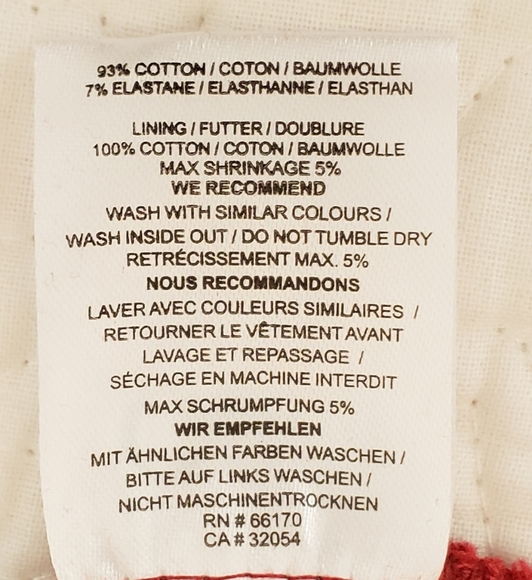 93% COTTON / COTON / BAUMWOLLE
7% ELASTANE / ELASTHANNE / ELASTHAN
LINING / FUTTER / DOUBLURE
100% COTTON / COTON / BAUMWOLLE
MAX SHRINKAGE 5%
WE RECOMMEND
WASH WITH SIMILAR COLOURS /
WASH INSIDE OUT / DO NOT TUMBLE DRY
RETRÉCISSEMENT MAX. 5%
NOUS RECOMMANDONS
LAVER AVEC COULEURS SIMILAIRES /
RETOURNER LE VÊTEMENT AVANT
LAVAGE ET REPASSAGE /
SÉCHAGE EN MACHINE INTERDIT
MAX SCHRUMPFUNG 5%
WIR EMPFEHLEN
MIT ÄHNLICHEN FARBEN WASCHEN /
BITTE AUF LINKS WASCHEN /
NICHT MASCHINENTROCKNEN
RN # 66170
CA # 32054